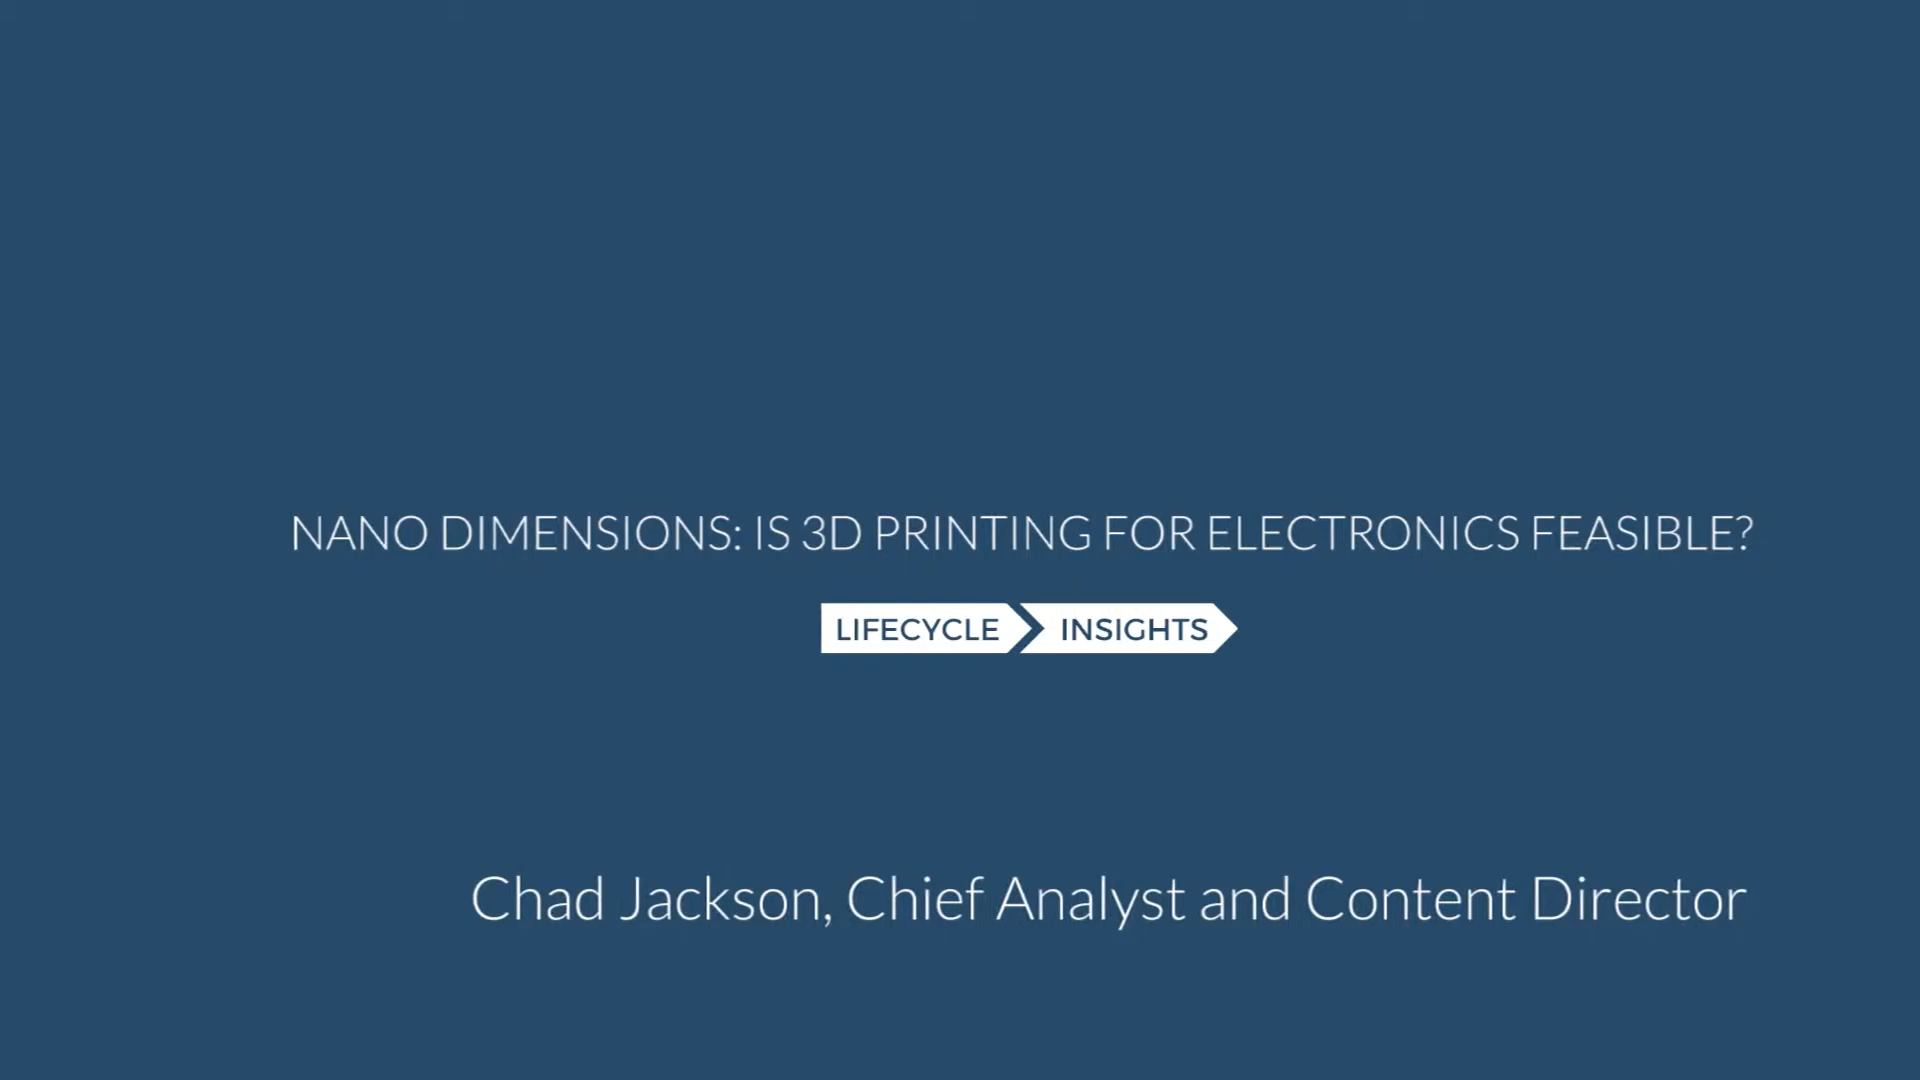 NANO DIMENSIONS: IS 3D PRINTING FOR ELECTRONICS FEASIBLE?
LIFECYCLE INSIGHTS
Chad Jackson, Chief Analyst and Content Director